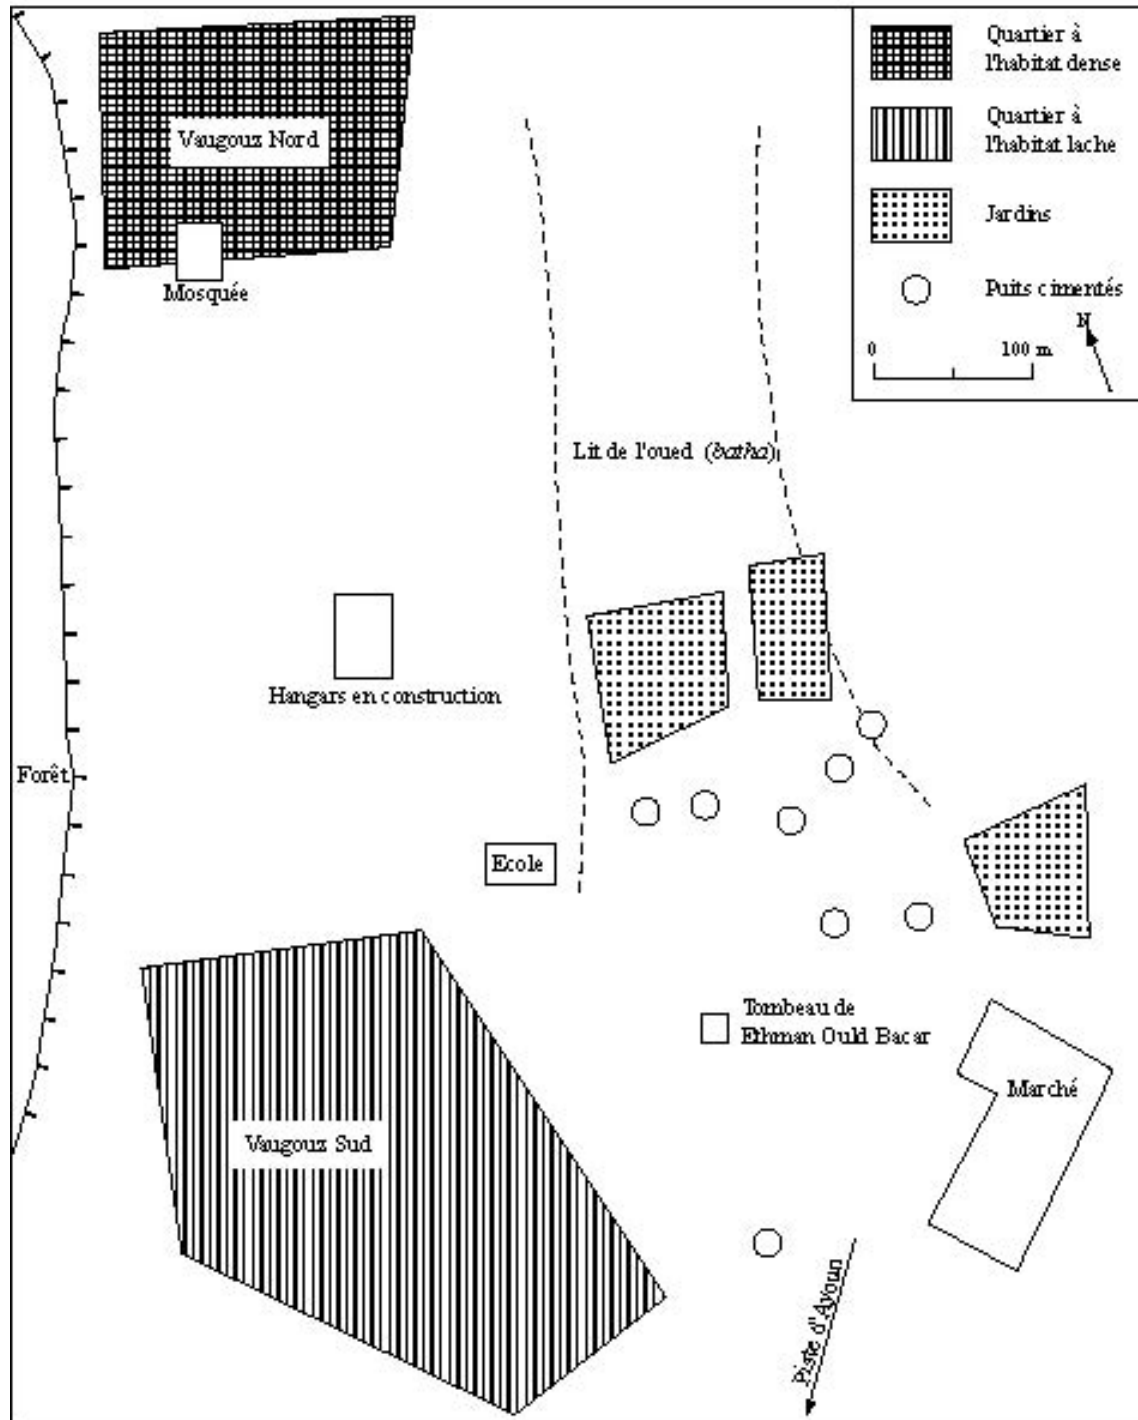 Quartier à
l'habitat dense
Vaugouz Nord
Quartier à
l'habitat lache
Jardins
Puits cimentés
Mosquée
N
0 100 m
Lit de l'oued (batha)
Hangars en construction
Forêt
Ecole
Tombeau de
Ethman Ould Bacar
Marché
Vaugouz Sud
Piste d''Ayoun